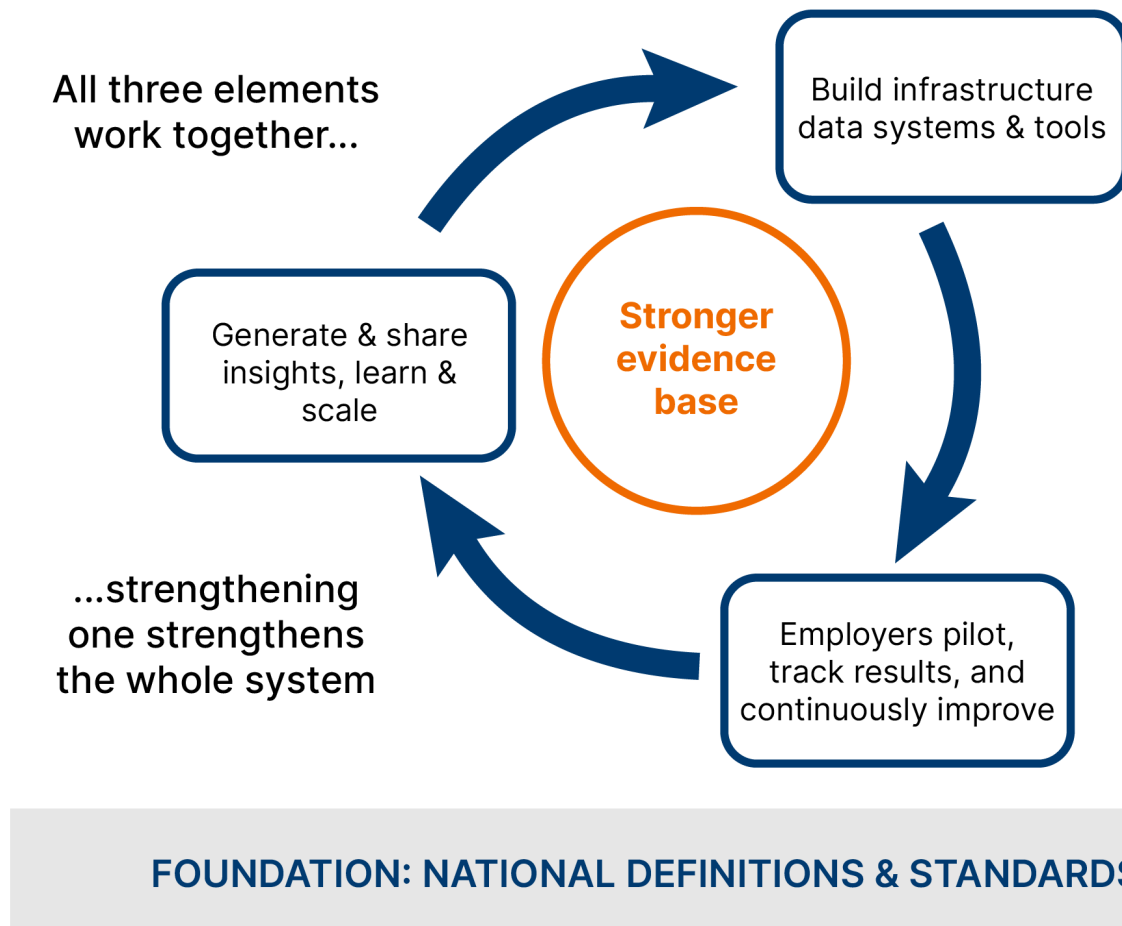 All three elements
work together...
Build infrastructure
data systems & tools
Stronger
evidence
base
Generate & share
insights, learn &
scale
...strengthening
one strengthens
the whole system
Employers pilot,
track results, and
continuously improve
FOUNDATION: NATIONAL DEFINITIONS & STANDARDS